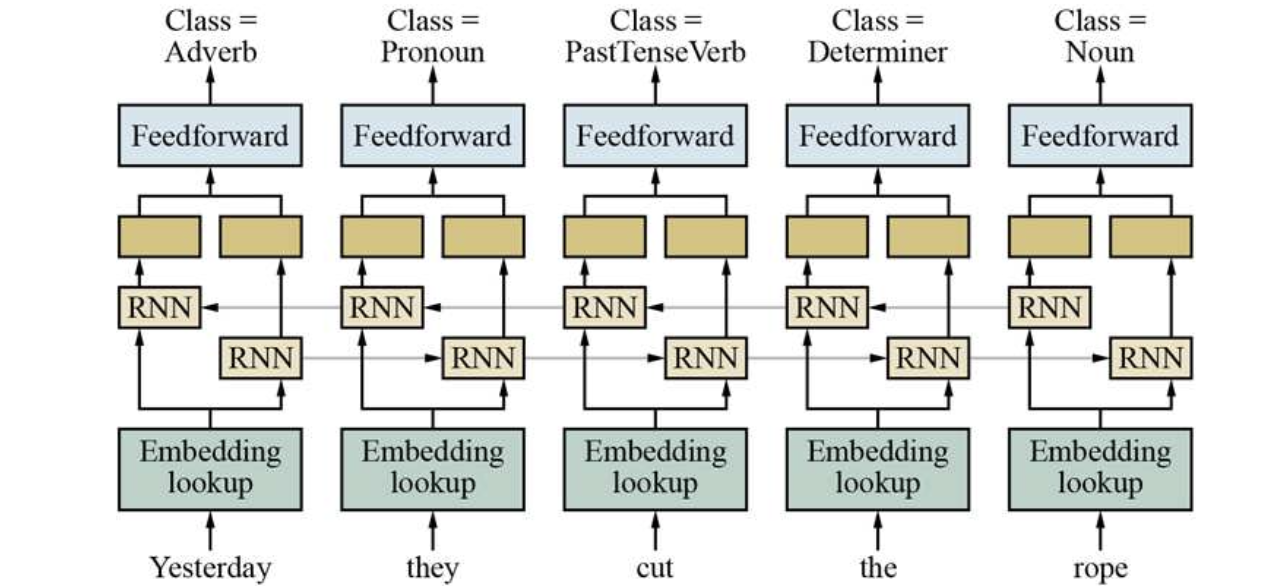 Class = Class = Class = Class = Class =
Adverb Pronoun PastTenseVerb Determiner Noun
Feedforward Feedforward Feedforward Feedforward Feedforward
RNN RNN RNN RNN RNN
RNN RNN RNN RNN RNN
Embedding Embedding Embedding Embedding Embedding
lookup lookup lookup lookup lookup
Yesterday they cut the rope